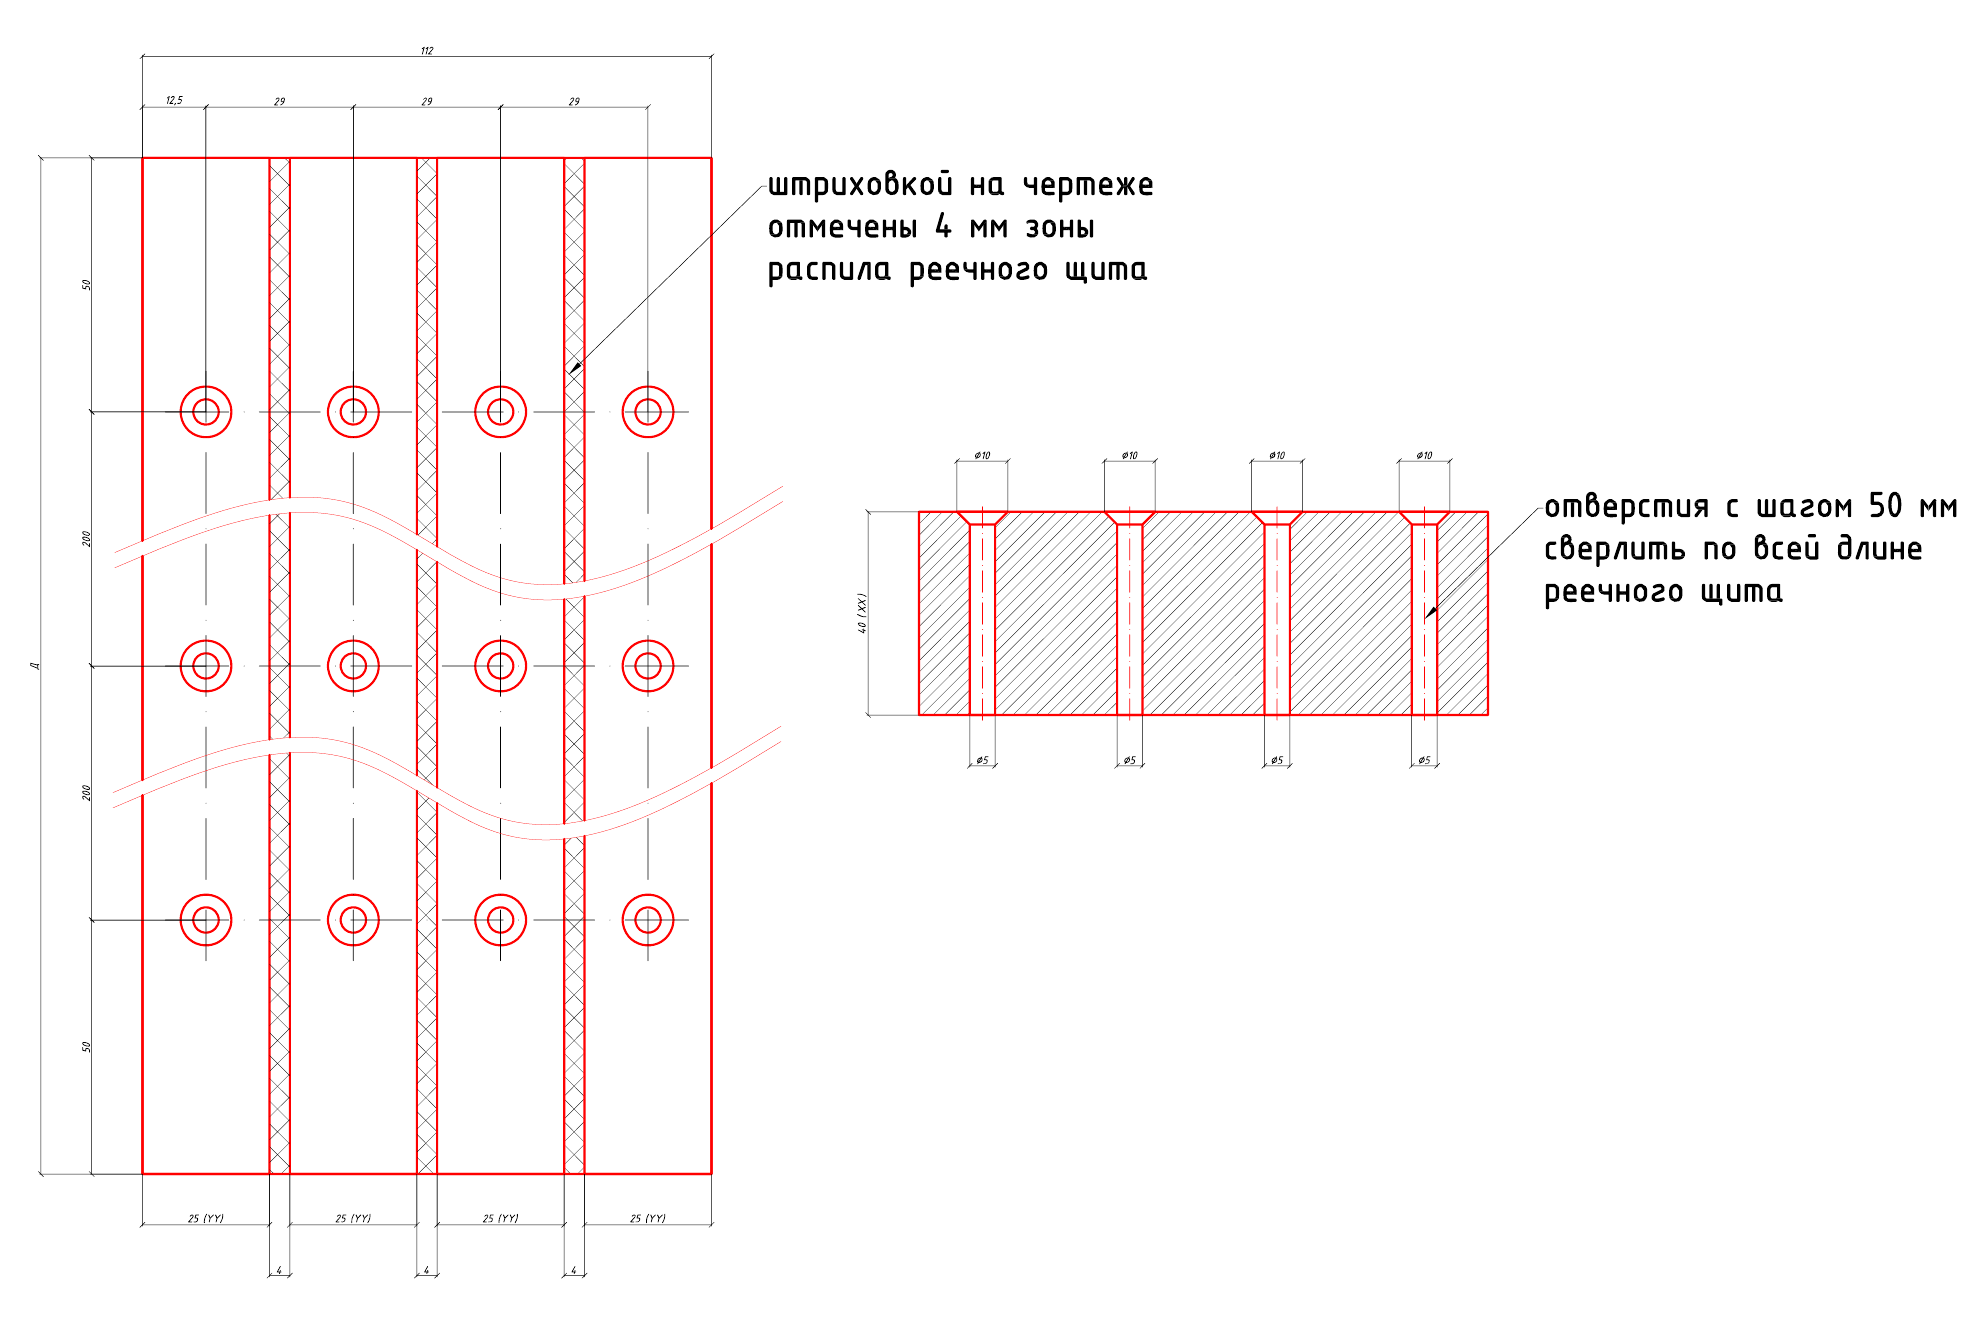 112
12,5 29 29 29
штриховкой на чертеже
отмечены 4 мм зоны
распила реечного щита
50
200
Д
200
50
25 (YY) 25 (YY) 25 (YY) 25 (YY)
4 4 4
Ø10 Ø10 Ø10 Ø10
отверстия с шагом 50 мм
сверлить по всей длине
реечного щита
40 (XX)
Ø5 Ø5 Ø5 Ø5